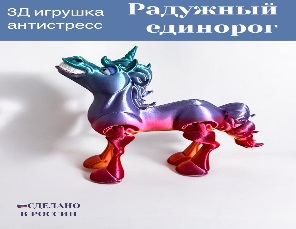 3Д игрушка
антистресс
Радужный
единорог
СДЕЛАНО
В РОССИИ